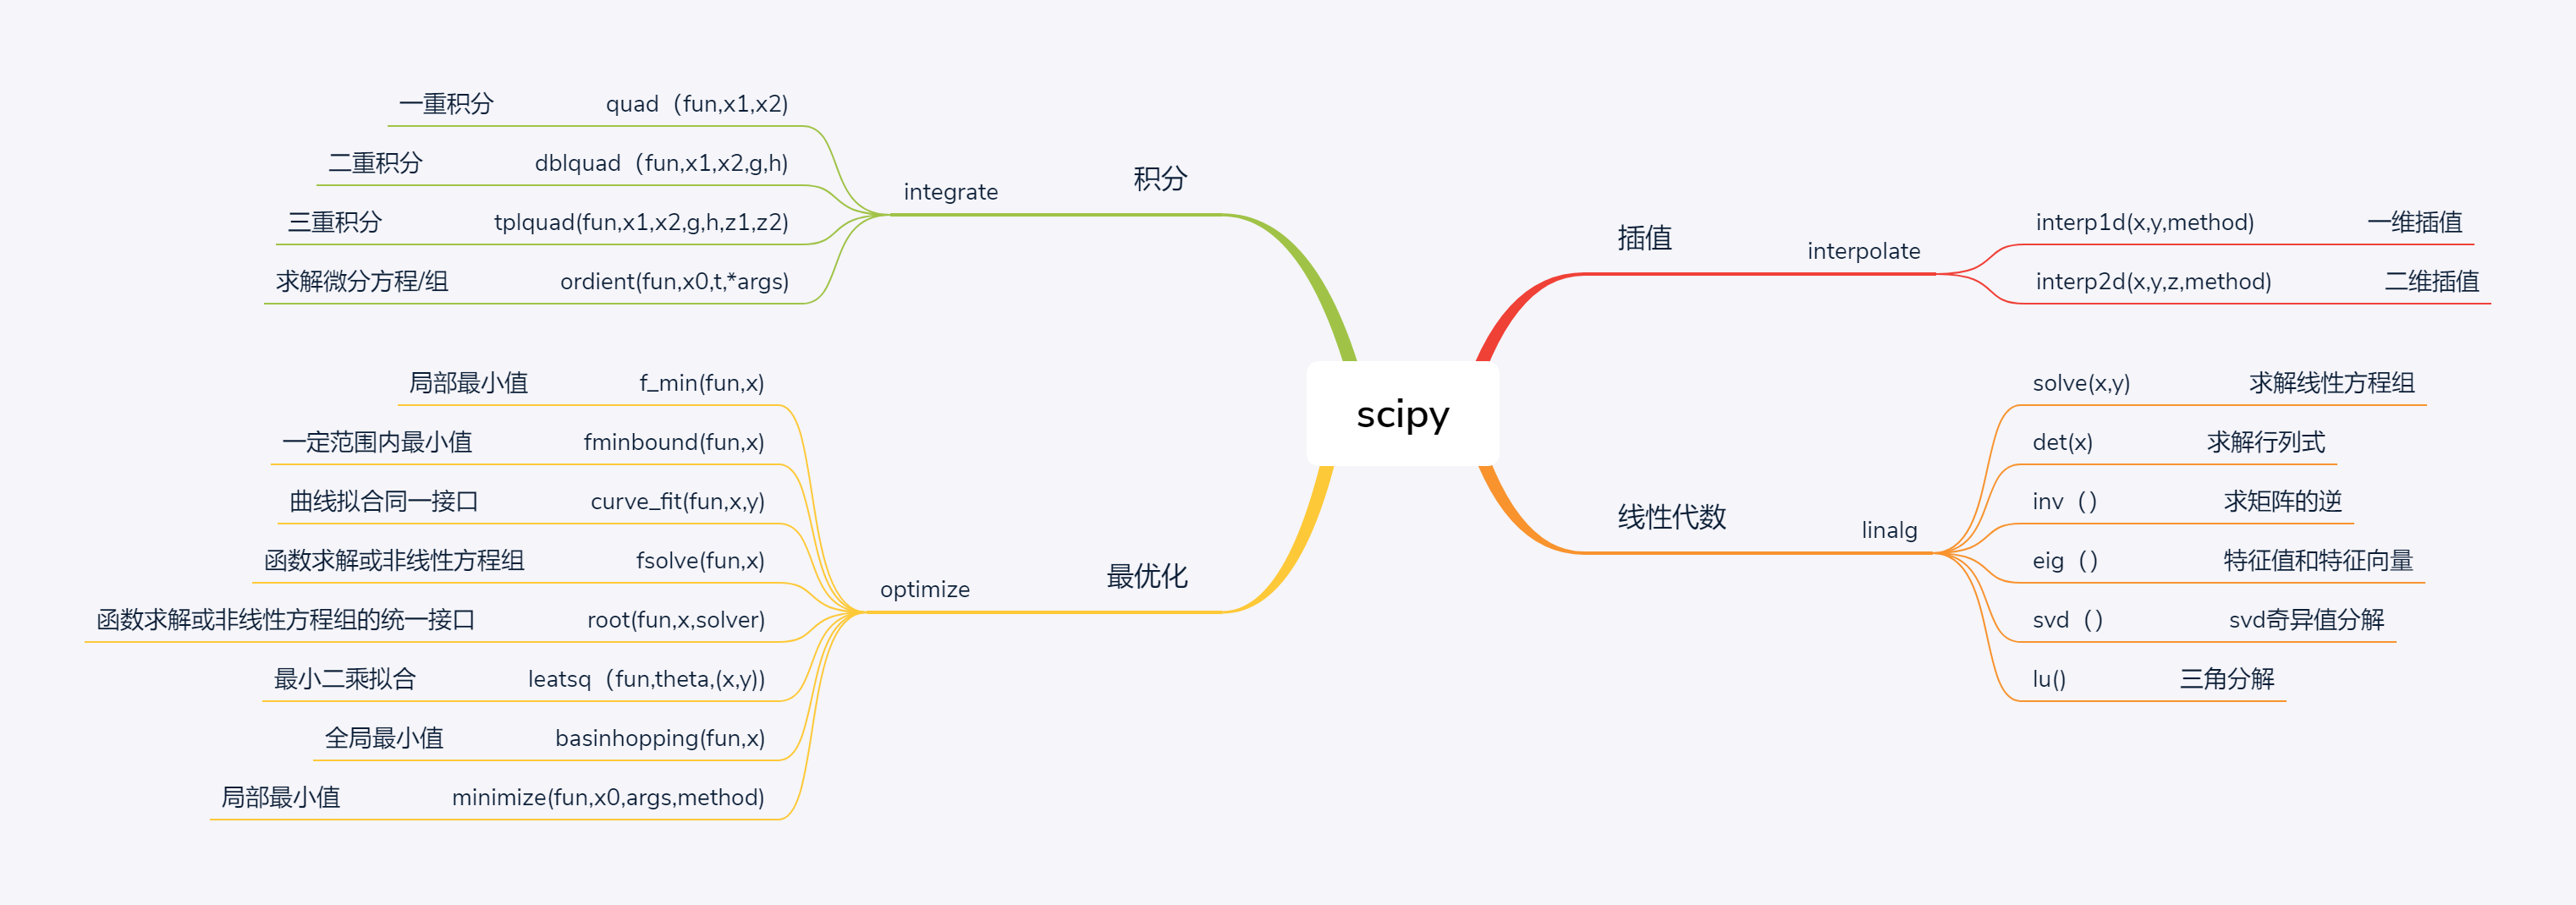 scipy
插值 interpolate
interp1d(x,y,method) 一维插值
interp2d(x,y,z,method) 二维插值
线性代数 linalg
solve(x,y) 求解线性方程组
det(x) 求解行列式
inv（） 求矩阵的逆
eig（） 特征值和特征向量
svd（） svd奇异值分解
lu() 三角分解
integrate 积分
一重积分 quad（fun,x1,x2)
二重积分 dblquad（fun,x1,x2,g,h)
三重积分 tplquad(fun,x1,x2,g,h,z1,z2)
求解微分方程/组 ordient(fun,x0,t,*args)
optimize 最优化
局部最小值 f_min(fun,x)
一定范围内最小值 fminbound(fun,x)
曲线拟合同一接口 curve_fit(fun,x,y)
函数求解或非线性方程组 fsolve(fun,x)
函数求解或非线性方程组的统一接口 root(fun,x,solver)
最小二乘拟合 leatsq（fun,theta,(x,y))
全局最小值 basinhopping(fun,x)
局部最小值 minimize(fun,x0,args,method)